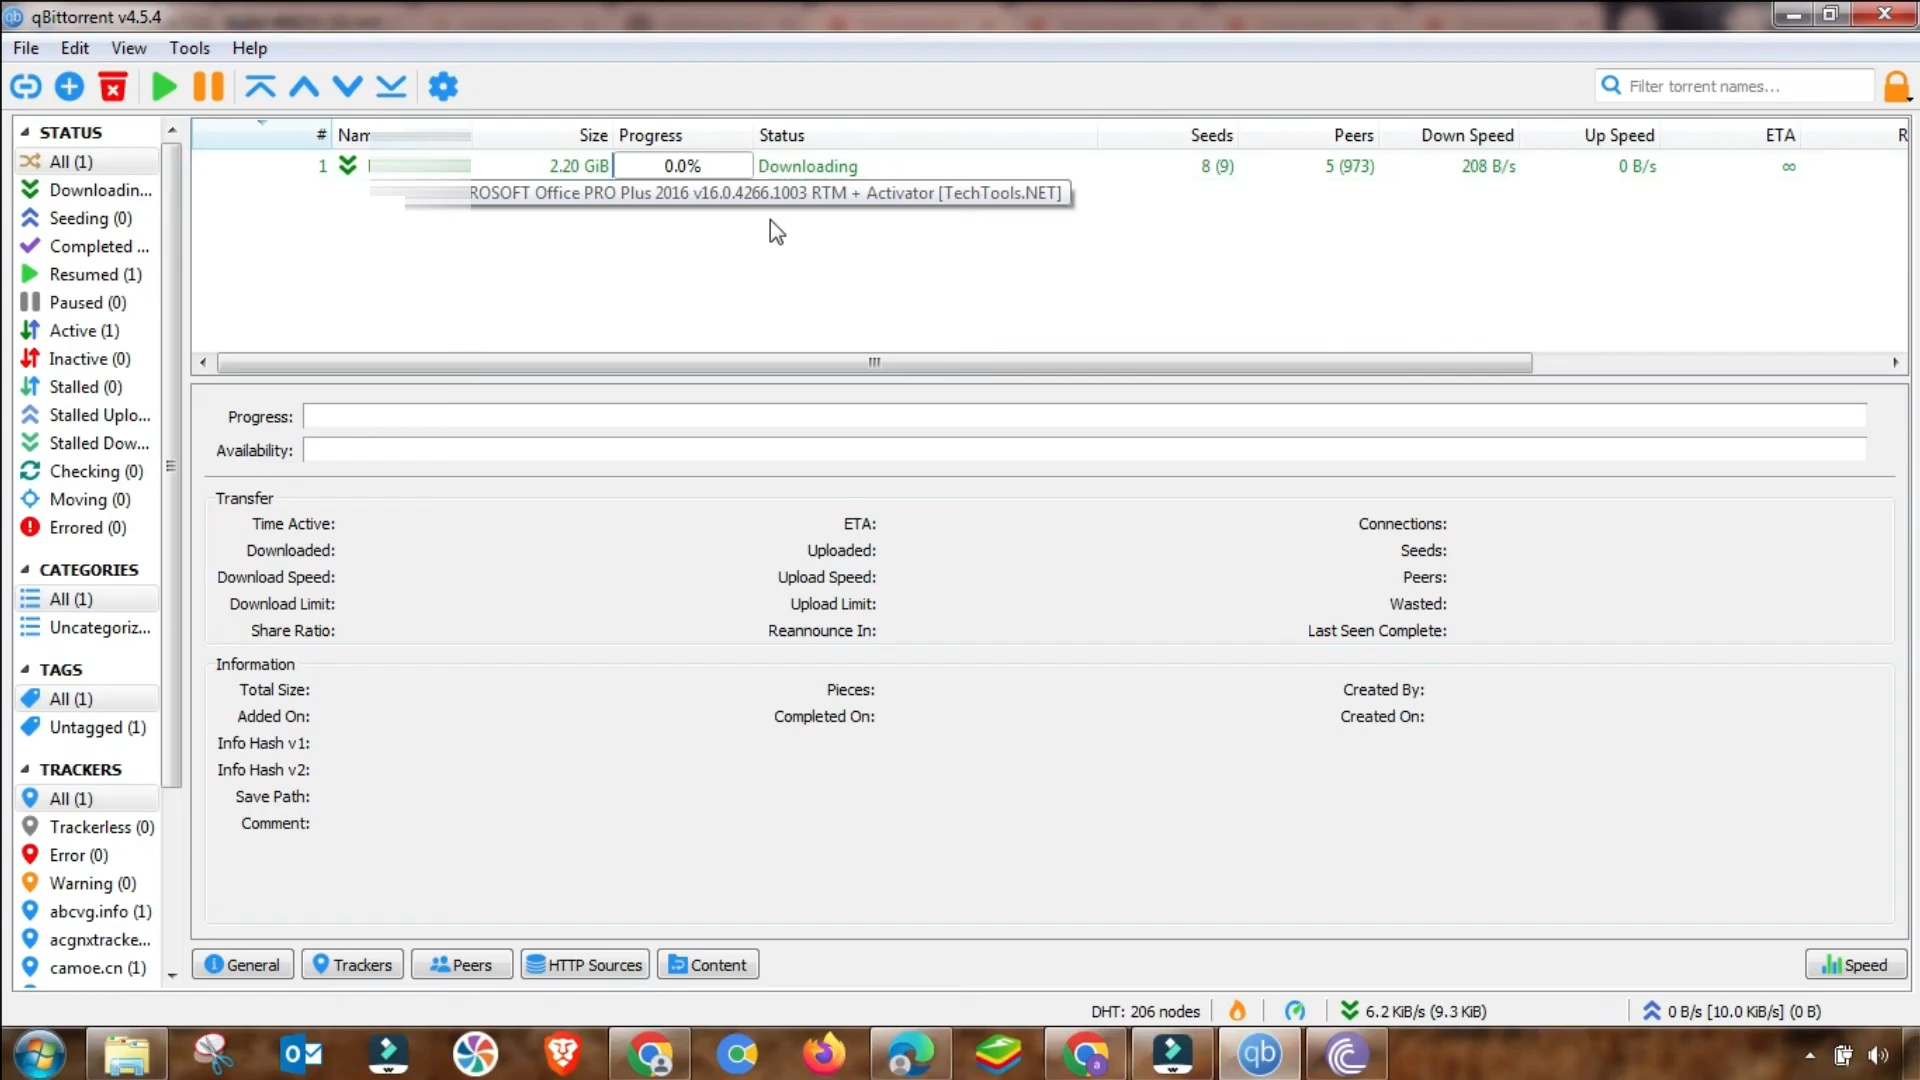 qBittorrent v4.5.4
File Edit View Tools Help
Filter torrent names...
# Nam Size Progress Status Seeds Peers Down Speed Up Speed ETA R
1 2.20 GiB 0.0% Downloading 8 (9) 5 (973) 208 B/s 0 B/s ∞
ROSOFT Office PRO Plus 2016 v16.0.4266.1003 RTM + Activator [TechTools.NET]
STATUS
All (1)
Downloadin...
Seeding (0)
Completed ...
Resumed (1)
Paused (0)
Active (1)
Inactive (0)
Stalled (0)
Stalled Uplo...
Stalled Dow...
Checking (0)
Moving (0)
Errored (0)
CATEGORIES
All (1)
Uncategoriz...
TAGS
All (1)
Untagged (1)
TRACKERS
All (1)
Trackerless (0)
Error (0)
Warning (0)
abcvg.info (1)
acgnxtracke...
camoe.cn (1)
Progress:
Availability:
Transfer
Time Active: ETA: Connections:
Downloaded: Uploaded: Seeds:
Download Speed: Upload Speed: Peers:
Download Limit: Upload Limit: Wasted:
Share Ratio: Reannounce In: Last Seen Complete:
Information
Total Size: Pieces: Created By:
Added On: Completed On: Created On:
Info Hash v1:
Info Hash v2:
Save Path:
Comment:
General Trackers Peers HTTP Sources Content Speed
DHT: 206 nodes 6.2 KiB/s (9.3 KiB) 0 B/s [10.0 KiB/s] (0 B)